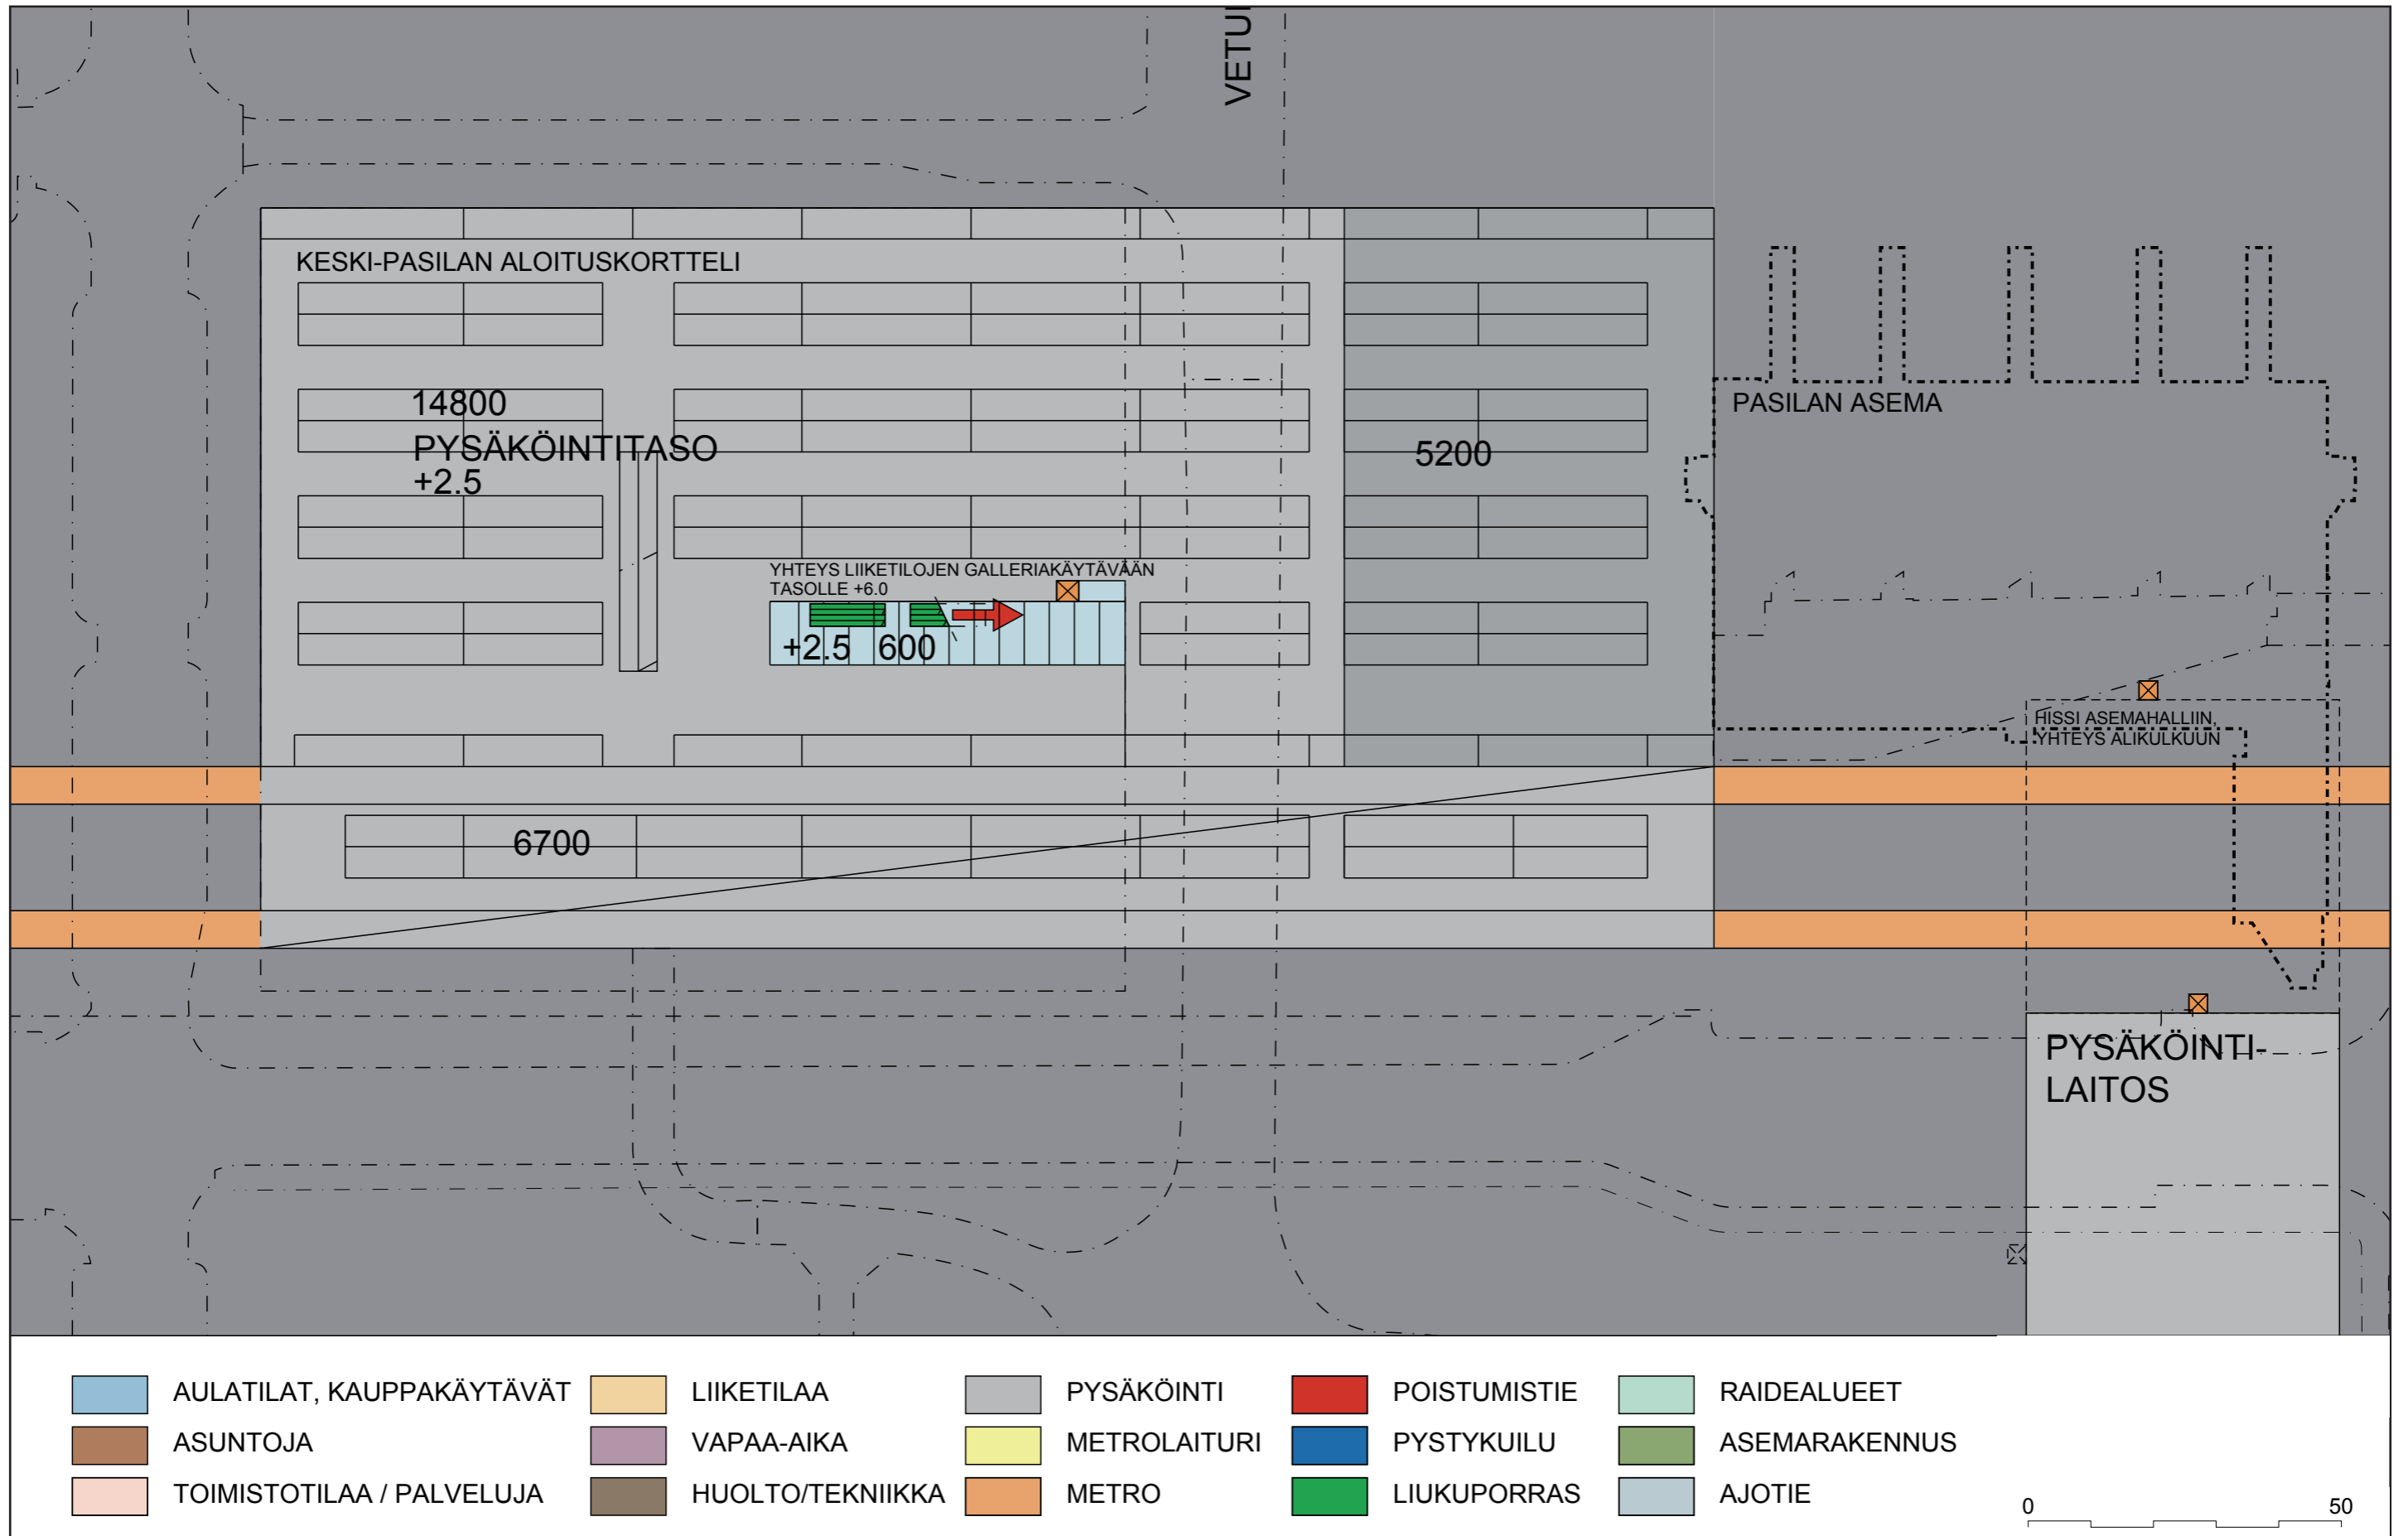 VETUI
KESKI-PASILAN ALOITUSKORTTELI
14800
PYSÄKÖINTITASO
+2.5
5200
PASILAN ASEMA
YHTEYS LIIKETILOJEN GALLERIAKÄYTÄVÄÄN
TASOLLE +6.0
+2.5 600
HISSI ASEMAHALLIIN,
YHTEYS ALIKULKUUN
6700
PYSÄKÖINTI-
LAITOS
AULATILAT, KAUPPAKÄYTÄVÄT
LIIKETILAA
PYSÄKÖINTI
POISTUMISTIE
RAIDEALUEET
ASUNTOJA
VAPAA-AIKA
METROLAITURI
PYSTYKUILU
ASEMARAKENNUS
TOIMISTOTILAA / PALVELUJA
HUOLTO/TEKNIIKKA
METRO
LIUKUPORRAS
AJOTIE
0 50